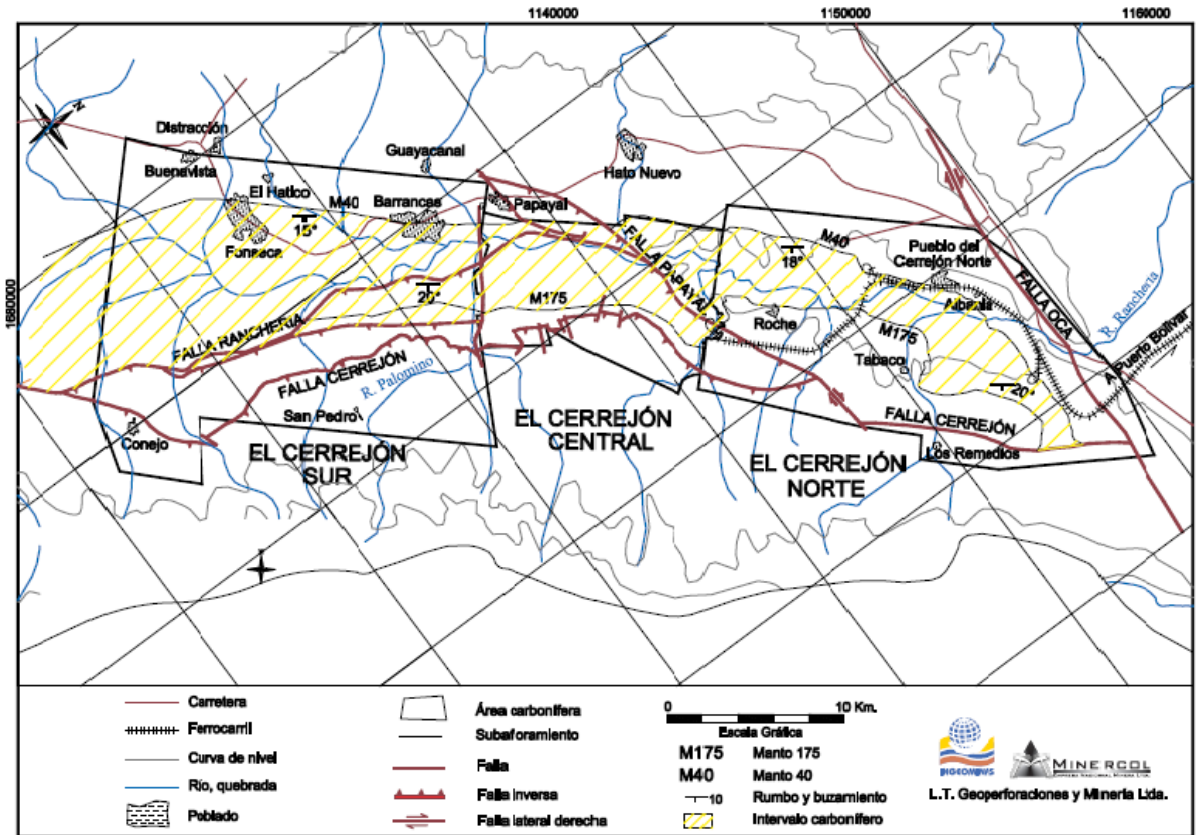 1140000
1150000
1160000
1680000
N
Distracción
Buenavista
El Hatico
Guayacanal
Hato Nuevo
M40
Barrancas
Papayal
15°
Fonseca
FALLA PAPAYAL
M40
18°
Pueblo del
Cerrejón Norte
Albania
FALLA OCA
R. Ranchería
A Puerto Bolívar
20°
M175
FALLA RANCHERIA
Roche
M175
Tabaco
20°
FALLA CERREJÓN
R. Palomino
San Pedro
Conejo
FALLA CERREJÓN
Los Remedios
EL CERREJÓN
SUR
EL CERREJÓN
CENTRAL
EL CERREJÓN
NORTE
Carretera
Ferrocarril
Curva de nivel
Río, quebrada
Poblado
Área carbonífera
Subafloramiento
Falla
Falla inversa
Falla lateral derecha
0 10 Km.
Escala Gráfica
M175 Manto 175
M40 Manto 40
10 Rumbo y buzamiento
Intervalo carbonífero
INGEOMINAS
MINERCOL
L.T. Geoperforaciones y Minería Ltda.